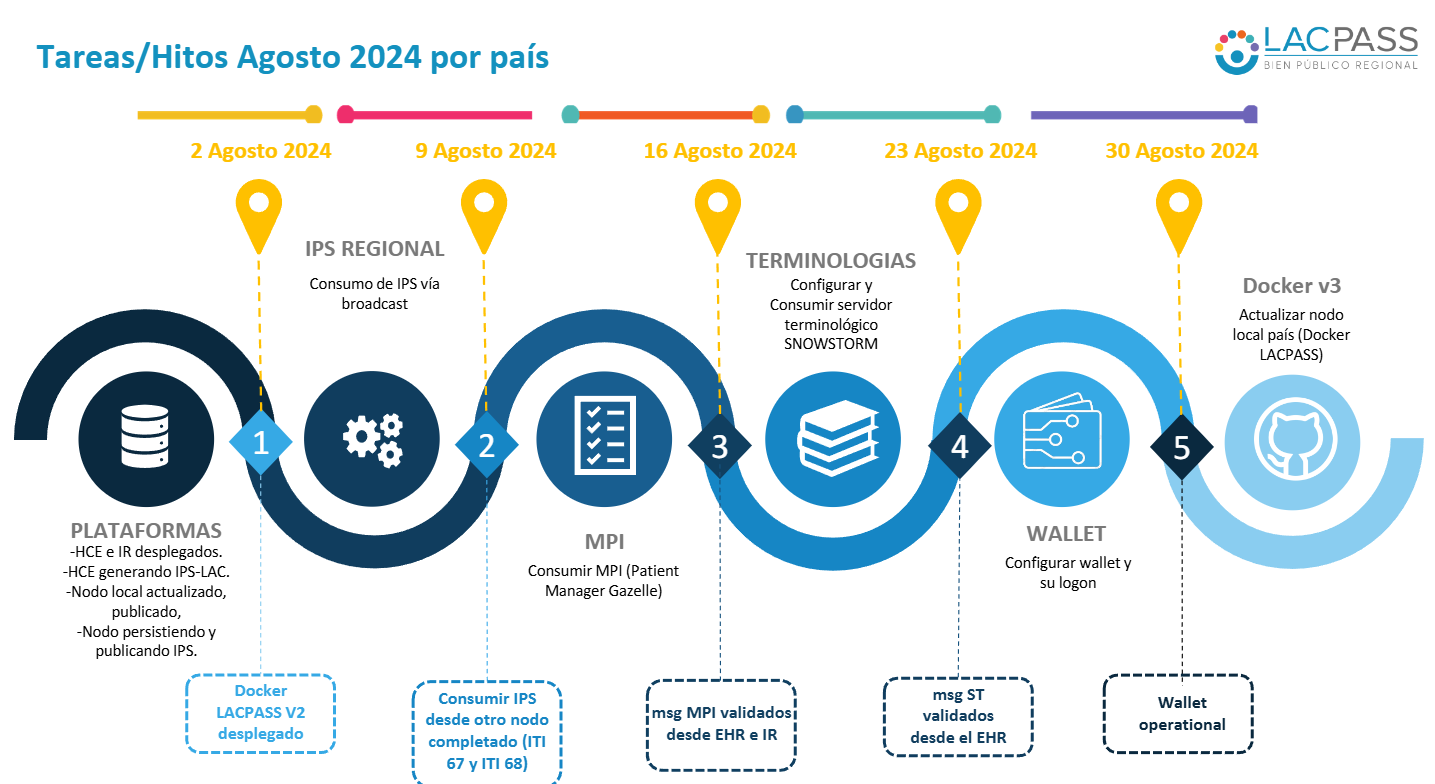 Tareas/Hitos Agosto 2024 por país
LACPASS
BIEN PÚBLICO REGIONAL
2 Agosto 2024
9 Agosto 2024
16 Agosto 2024
23 Agosto 2024
30 Agosto 2024
IPS REGIONAL
Consumo de IPS vía
broadcast
TERMINOLOGIAS
Configurar y
Consumir servidor
terminológico
SNOWSTORM
Docker v3
Actualizar nodo
local país (Docker
LACPASS)
1
2
3
4
5
PLATAFORMAS
-HCE e IR desplegados.
-HCE generando IPS-LAC.
-Nodo local actualizado,
publicado,
-Nodo persistiendo y
publicando IPS.
MPI
Consumir MPI (Patient
Manager Gazelle)
WALLET
Configurar wallet y
su logon
Docker
LACPASS V2
desplegado
Consumir IPS
desde otro nodo
completado (ITI
67 y ITI 68)
msg MPI validados
desde EHR e IR
msg ST
validados
desde el EHR
Wallet
operational